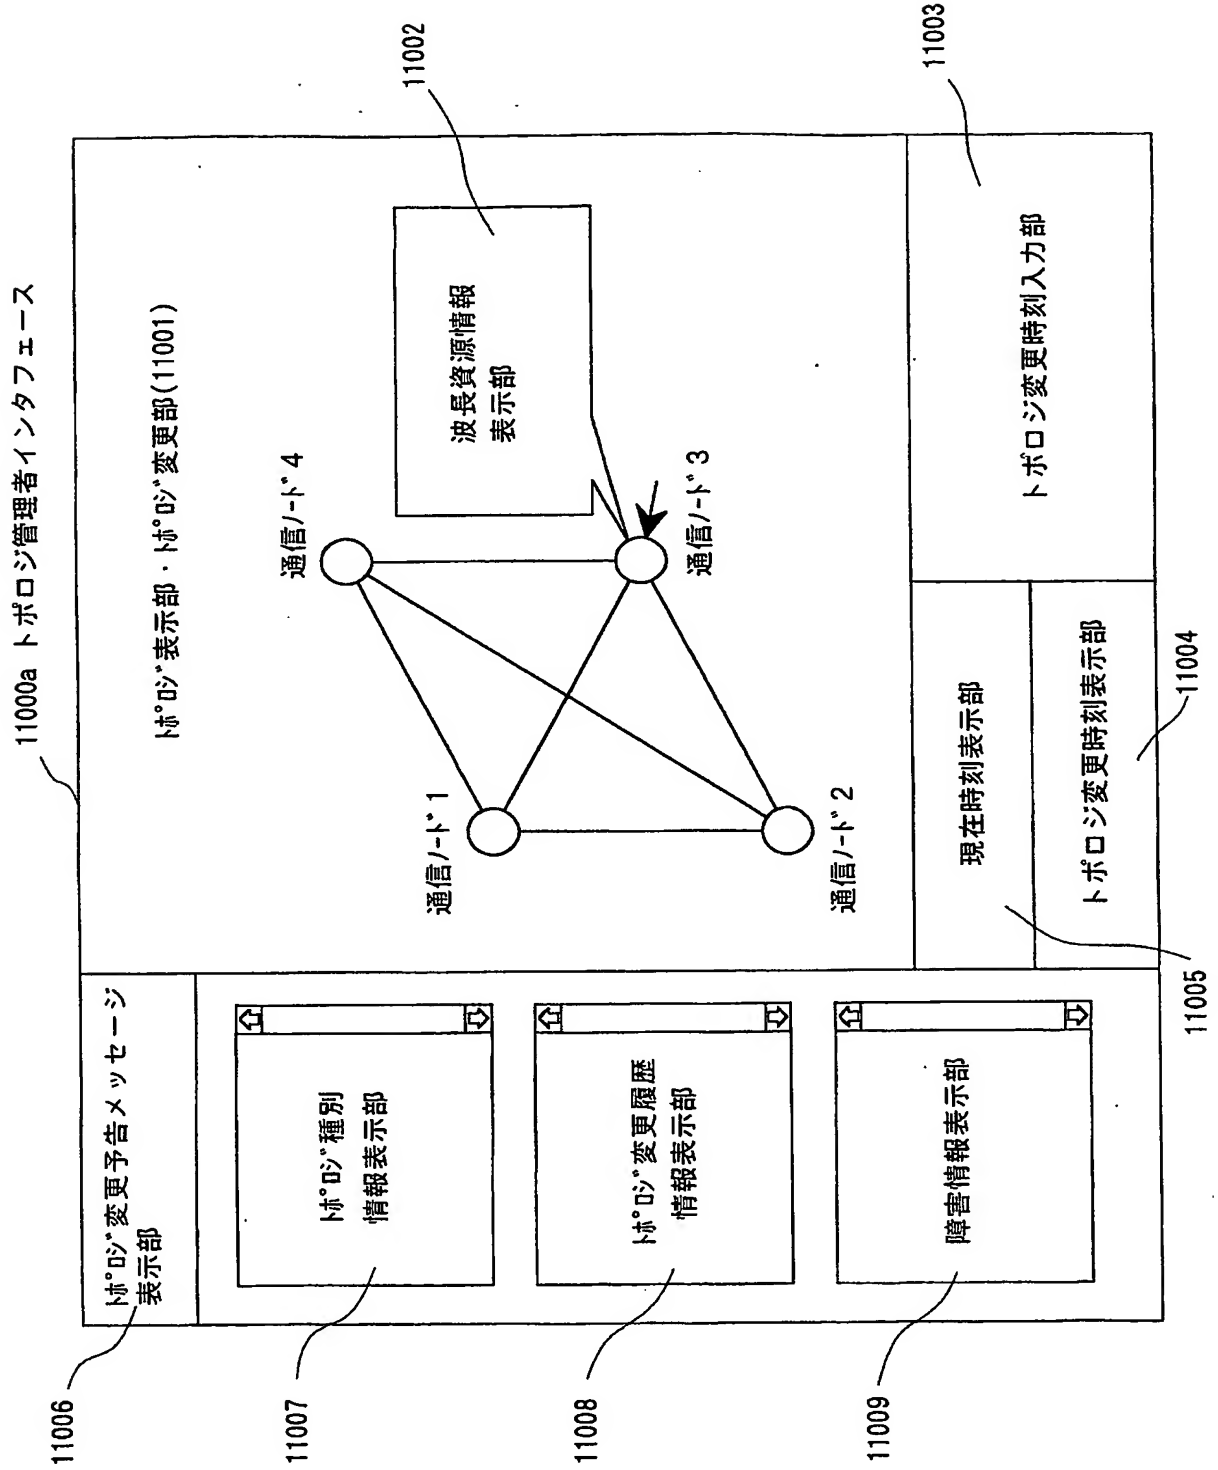 11000a トポロジ管理者インタフェース
11006
トポロジ変更予告メッセージ
表示部
トポロジ表示部・トポロジ変更部(11001)
11002
波長資源情報
表示部
通信ノード4
通信ノード1
通信ノード3
通信ノード2
11007
トポロジ種別
情報表示部
11008
トポロジ変更履歴
情報表示部
11009
障害情報表示部
現在時刻表示部
11005
トポロジ変更時刻表示部
11004
トポロジ変更時刻入力部
11003